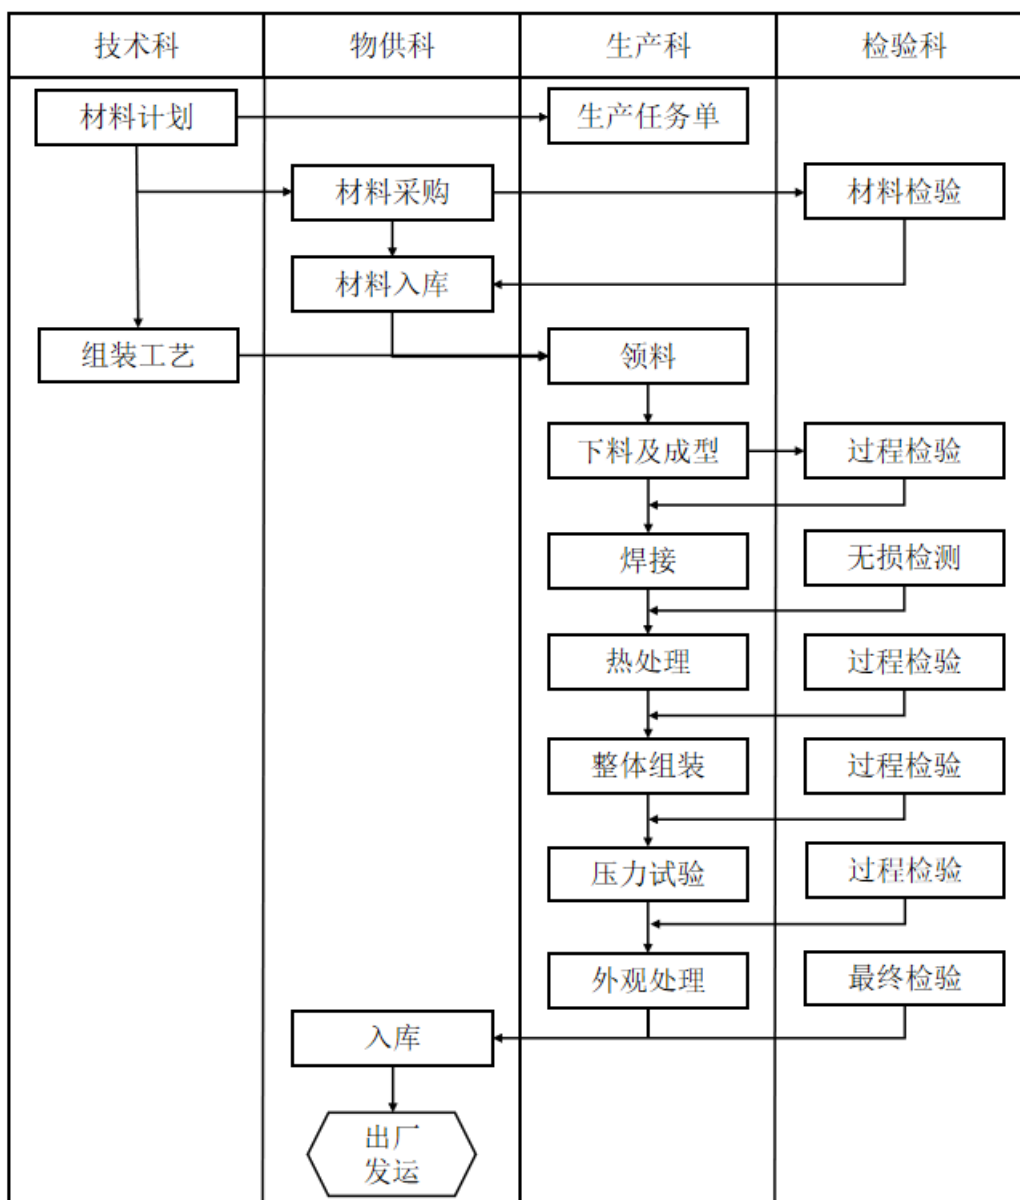 技术科
物供科
生产科
检验科
材料计划
生产任务单
材料采购
材料检验
材料入库
组装工艺
领料
下料及成型
过程检验
焊接
无损检测
热处理
过程检验
整体组装
过程检验
压力试验
过程检验
外观处理
最终检验
入库
出厂
发运